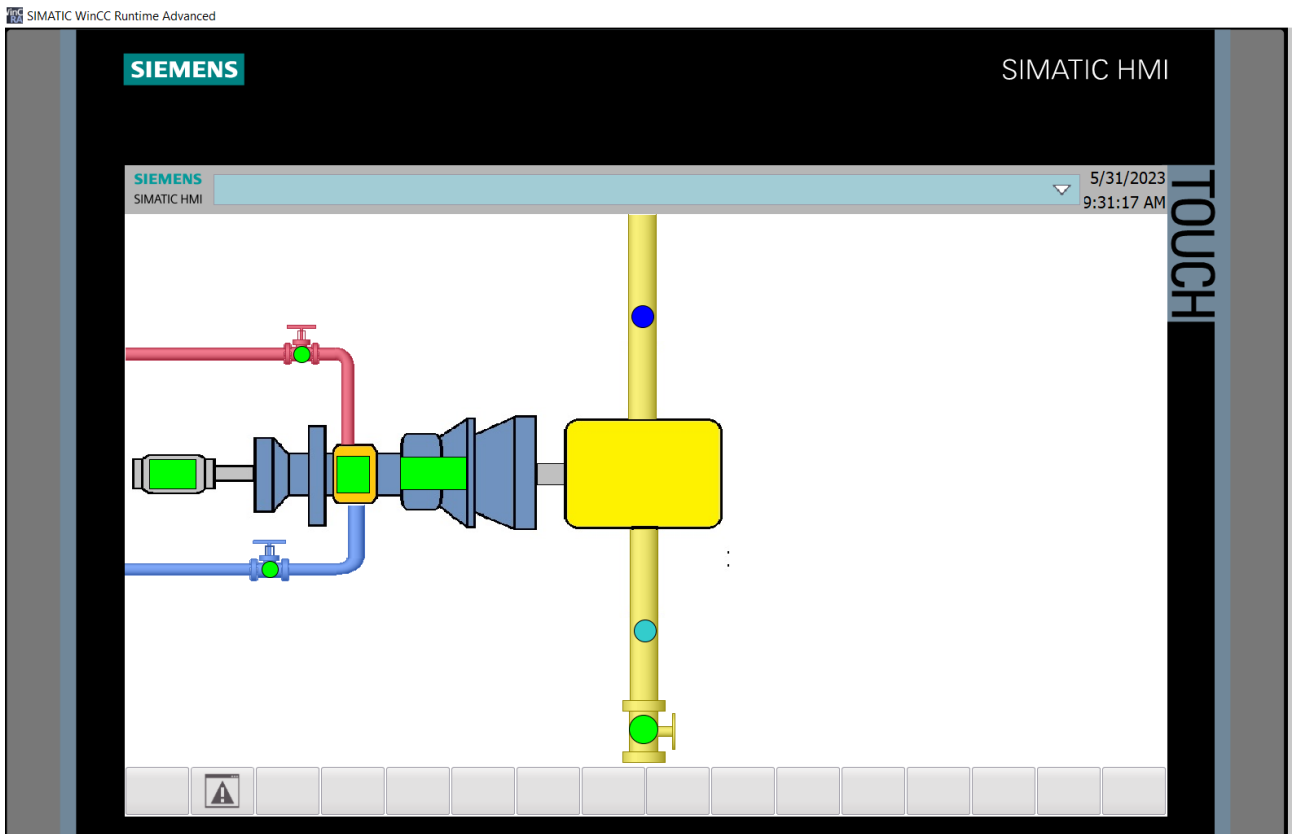 SIMATIC WinCC Runtime Advanced
SIEMENS
SIMATIC HMI
TOUCH
SIEMENS
SIMATIC HMI
5/31/2023
9:31:17 AM
: